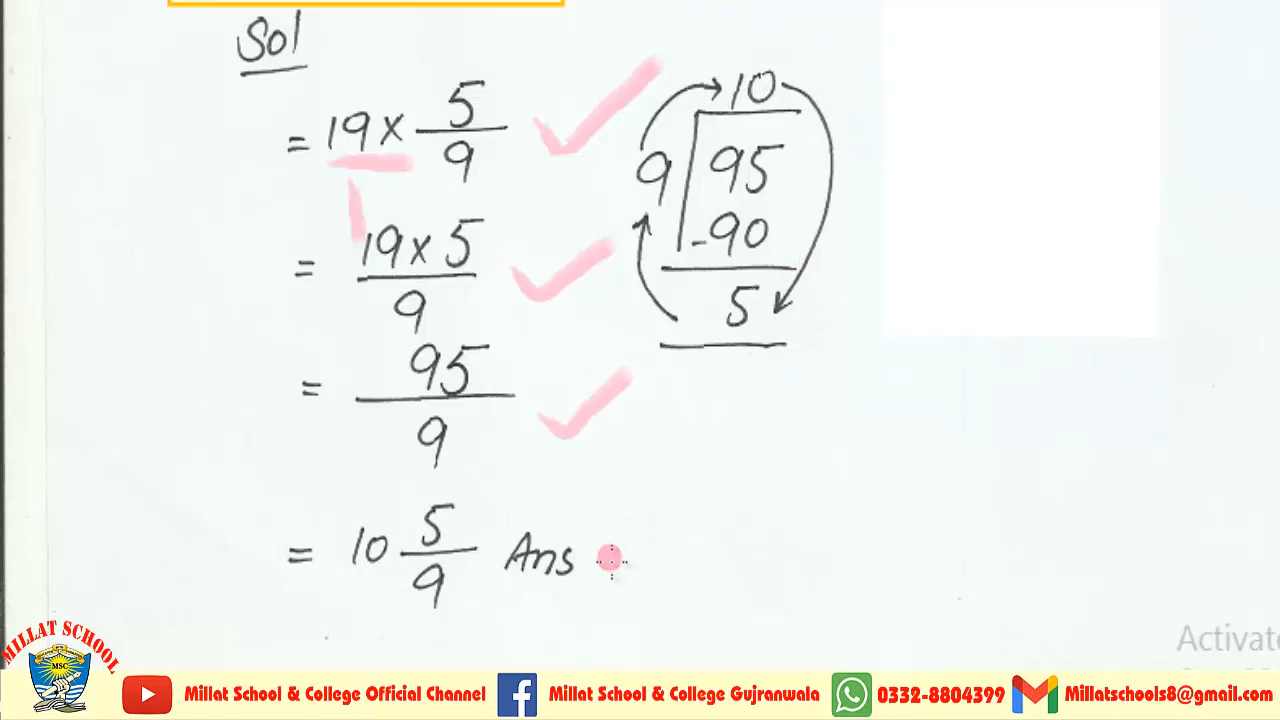 Sol
= 19 × 5/9
= 19 × 5 / 9
= 95/9
= 10 5/9 Ans
10
9 95
-90
5
Activate
MILLAT SCHOOL
MSC
Millat School & College Official Channel
Millat School & College Gujranwala
0332-8804399
Millatschools8@gmail.com